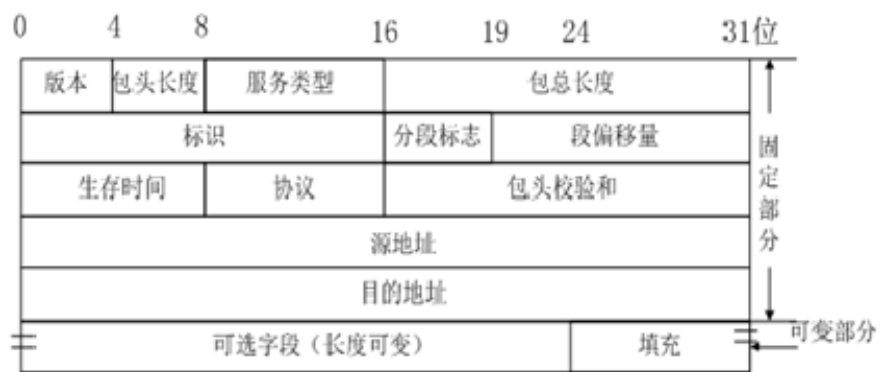 0 4 8 16 19 24 31位
版本 包头长度 服务类型 包总长度
标识 分段标志 段偏移量
生存时间 协议 包头校验和
源地址
目的地址
可选字段（长度可变） 填充
固定部分
可变部分